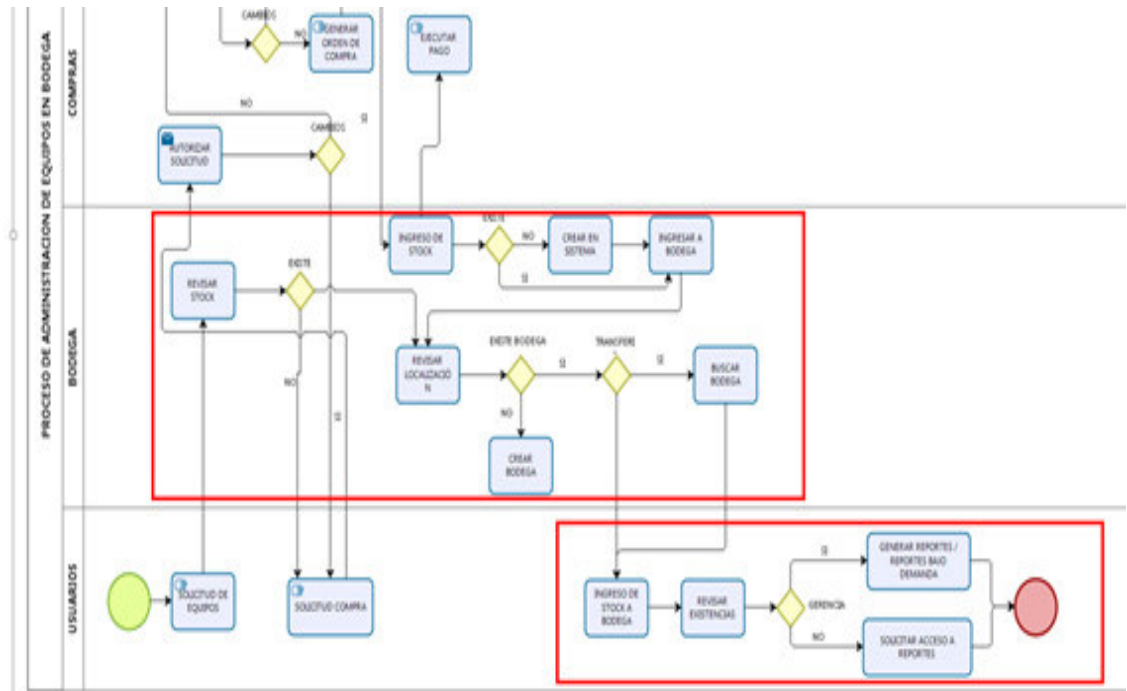 PROCESO DE ADMINISTRACION DE EQUIPOS EN BODEGA
COMPRAS
CAMBIOS
NO
GENERAR
ORDEN DE
COMPRA
EJECUTAR
PAGO
NO
SI
CAMBIOS
AUTORIZAR
SOLICITUD
BODEGA
INGRESO DE
STOCK
EXISTE
NO
CREAR EN
SISTEMA
INGRESAR A
BODEGA
SI
REVISAR
STOCK
EXISTE
NO
SI
REVISAR
LOCALIZACIÓ
N
EXISTE BODEGA
SI
NO
CREAR
BODEGA
TRANSFERI
SI
BUSCAR
BODEGA
USUARIOS
SOLICITUD DE
EQUIPOS
SOLICITUD COMPRA
INGRESO DE
STOCK A
BODEGA
REVISAR
EXISTENCIAS
GERENCIA
SI
GENERAR REPORTES /
REPORTES BAJO
DEMANDA
NO
SOLICITAR ACCESO A
REPORTES